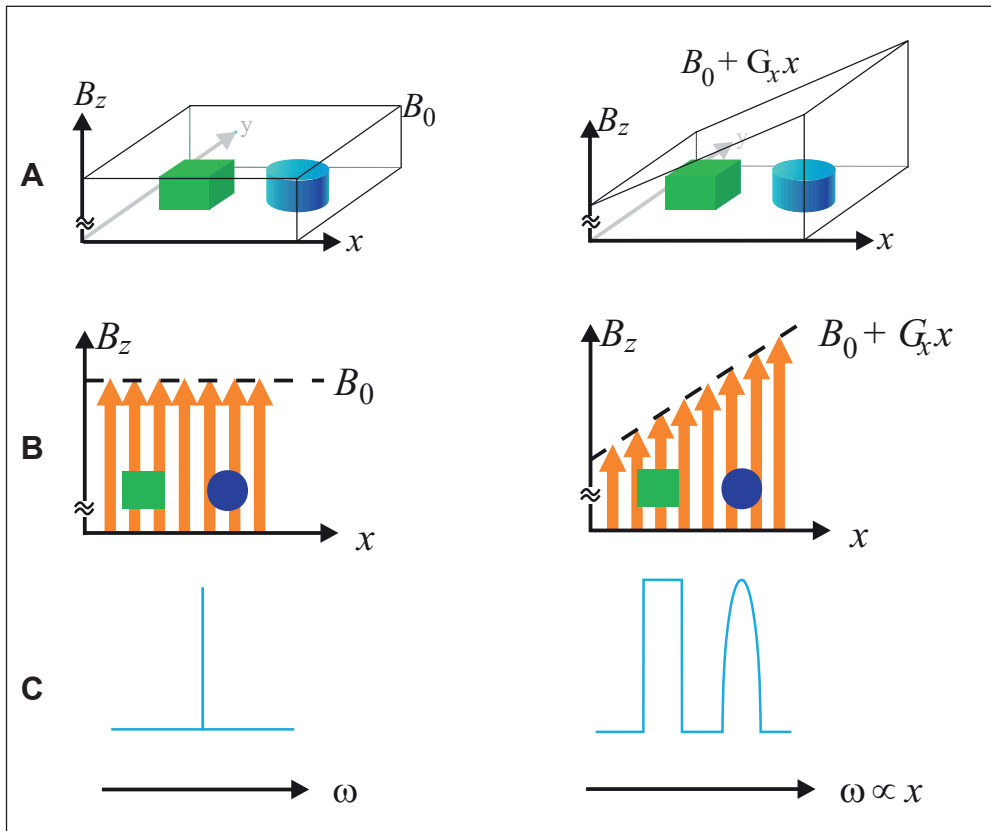 B_z
y
B_0
A
x
B_0 + G_x x
B_z
y
x
B_z
B_0
B
x
B_z
B_0 + G_x x
x
C
ω
ω ∝ x